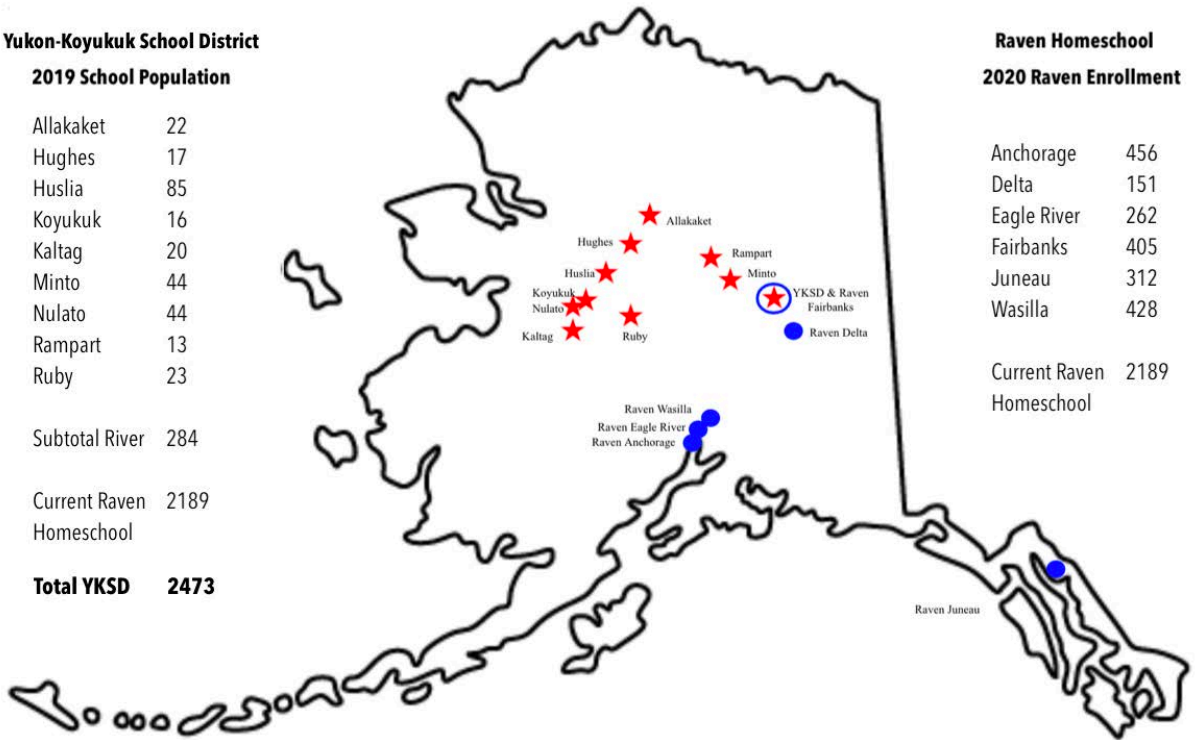 Yukon-Koyukuk School District
2019 School Population
Allakaket 22
Hughes 17
Huslia 85
Koyukuk 16
Kaltag 20
Minto 44
Nulato 44
Rampart 13
Ruby 23
Subtotal River 284
Current Raven 2189
Homeschool
Total YKSD 2473
Allakaket
Hughes
Rampart
Huslia
Minto
Koyukuk
YKSD & Raven
Nulato
Fairbanks
Kaltag
Ruby
Raven Delta
Raven Wasilla
Raven Eagle River
Raven Anchorage
Raven Juneau
Raven Homeschool
2020 Raven Enrollment
Anchorage 456
Delta 151
Eagle River 262
Fairbanks 405
Juneau 312
Wasilla 428
Current Raven 2189
Homeschool